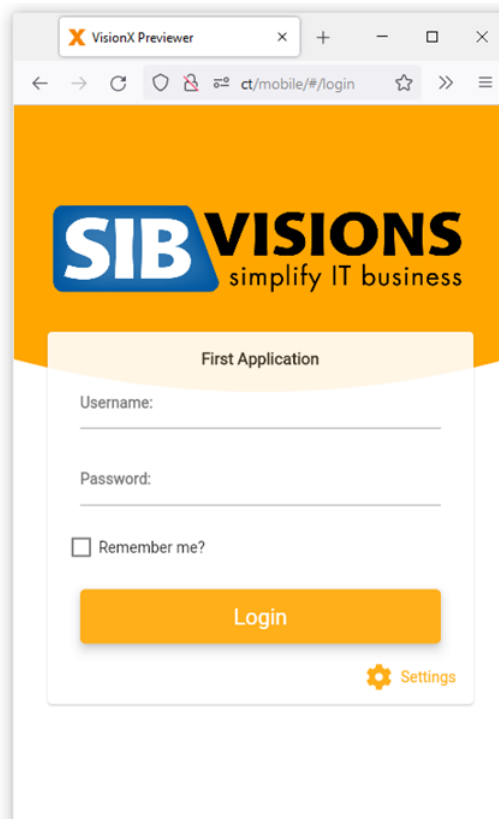 VisionX Previewer
ct/mobile/#/login
SIB VISIONS
simplify IT business
First Application
Username:
Password:
Remember me?
Login
Settings